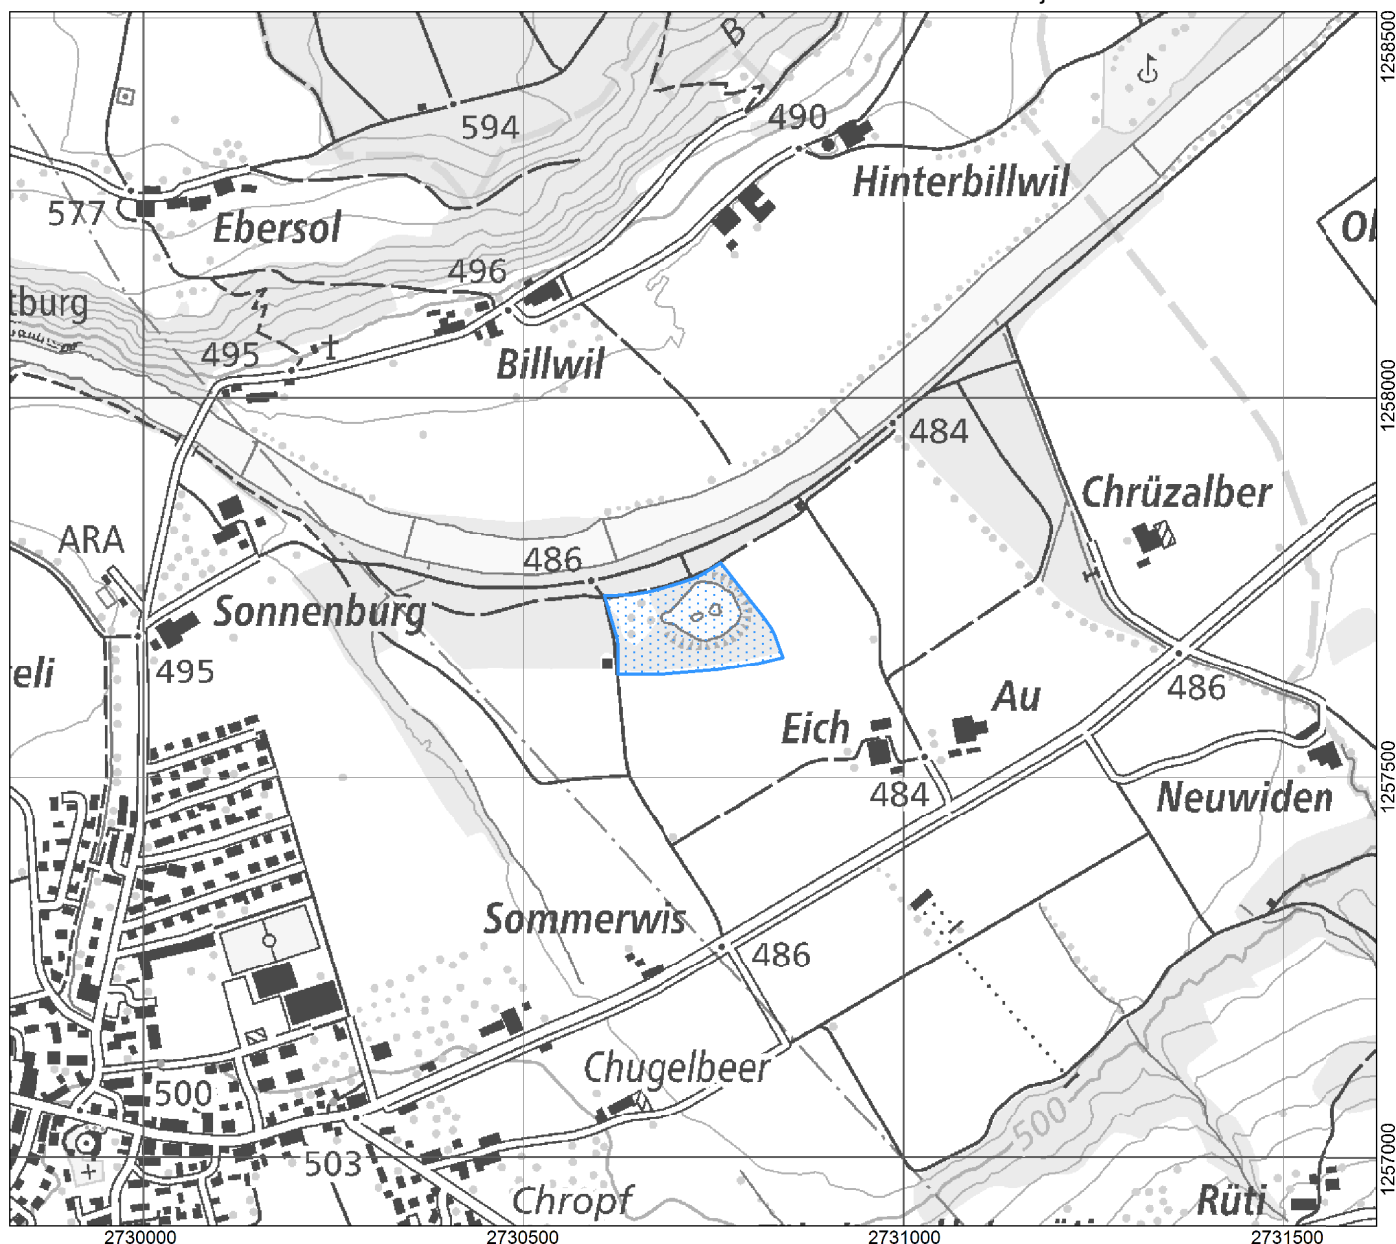 1258500
B
490
594
Hinterbillwil
577
Ebersol
Ol
496
tburg
495
Billwil
1258000
484
Chrüzalber
ARA
486
Sonnenburg
eli
495
486
Au
Eich
1257500
484
Neuwiden
Sommerwis
486
Chugelbeer
500
500
503
1257000
Chropf
Rüti
2730000
2730500
2731000
2731500